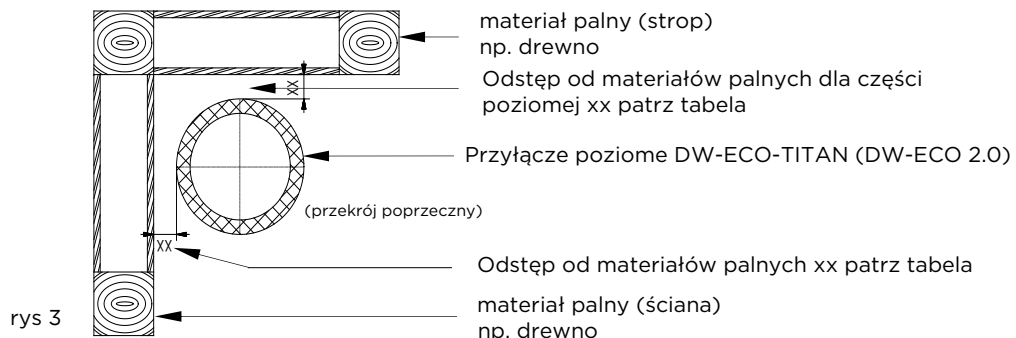 materiał palny (strop)
np. drewno
XX
Odstęp od materiałów palnych dla części
poziomej xx patrz tabela
Przyłącze poziome DW-ECO-TITAN (DW-ECO 2.0)
(przekrój poprzeczny)
XX
Odstęp od materiałów palnych xx patrz tabela
rys 3
materiał palny (ściana)
np. drewno